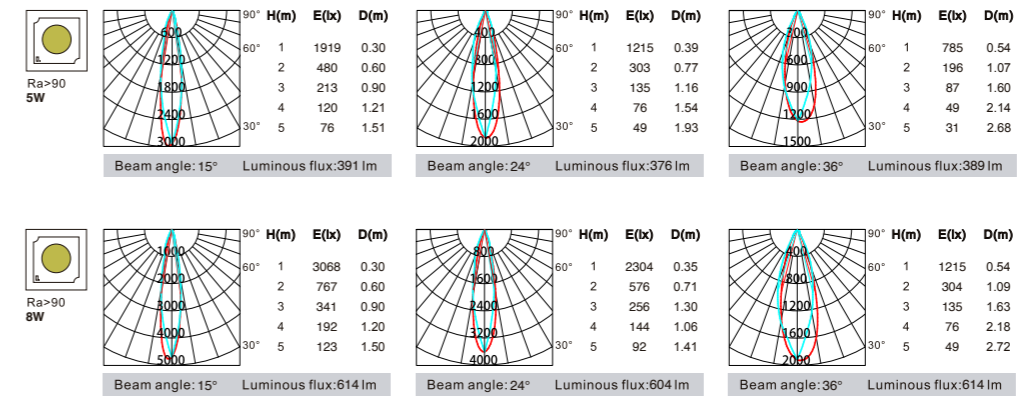 Ra>90
5W
600
1200
1800
2400
3000
90°
60°
30°
H(m) E(lx) D(m)
1 1919 0.30
2 480 0.60
3 213 0.90
4 120 1.21
5 76 1.51
Beam angle: 15° Luminous flux:391 lm
400
800
1200
1600
2000
90°
60°
30°
H(m) E(lx) D(m)
1 1215 0.39
2 303 0.77
3 135 1.16
4 76 1.54
5 49 1.93
Beam angle: 24° Luminous flux:376 lm
300
600
900
1200
1500
90°
60°
30°
H(m) E(lx) D(m)
1 785 0.54
2 196 1.07
3 87 1.60
4 49 2.14
5 31 2.68
Beam angle: 36° Luminous flux:389 lm
Ra>90
8W
1000
2000
3000
4000
5000
90°
60°
30°
H(m) E(lx) D(m)
1 3068 0.30
2 767 0.60
3 341 0.90
4 192 1.20
5 123 1.50
Beam angle: 15° Luminous flux:614 lm
800
1600
2400
3200
4000
90°
60°
30°
H(m) E(lx) D(m)
1 2304 0.35
2 576 0.71
3 256 1.30
4 144 1.06
5 92 1.41
Beam angle: 24° Luminous flux:604 lm
400
800
1200
1600
2000
90°
60°
30°
H(m) E(lx) D(m)
1 1215 0.54
2 304 1.09
3 135 1.63
4 76 2.18
5 49 2.72
Beam angle: 36° Luminous flux:614 lm